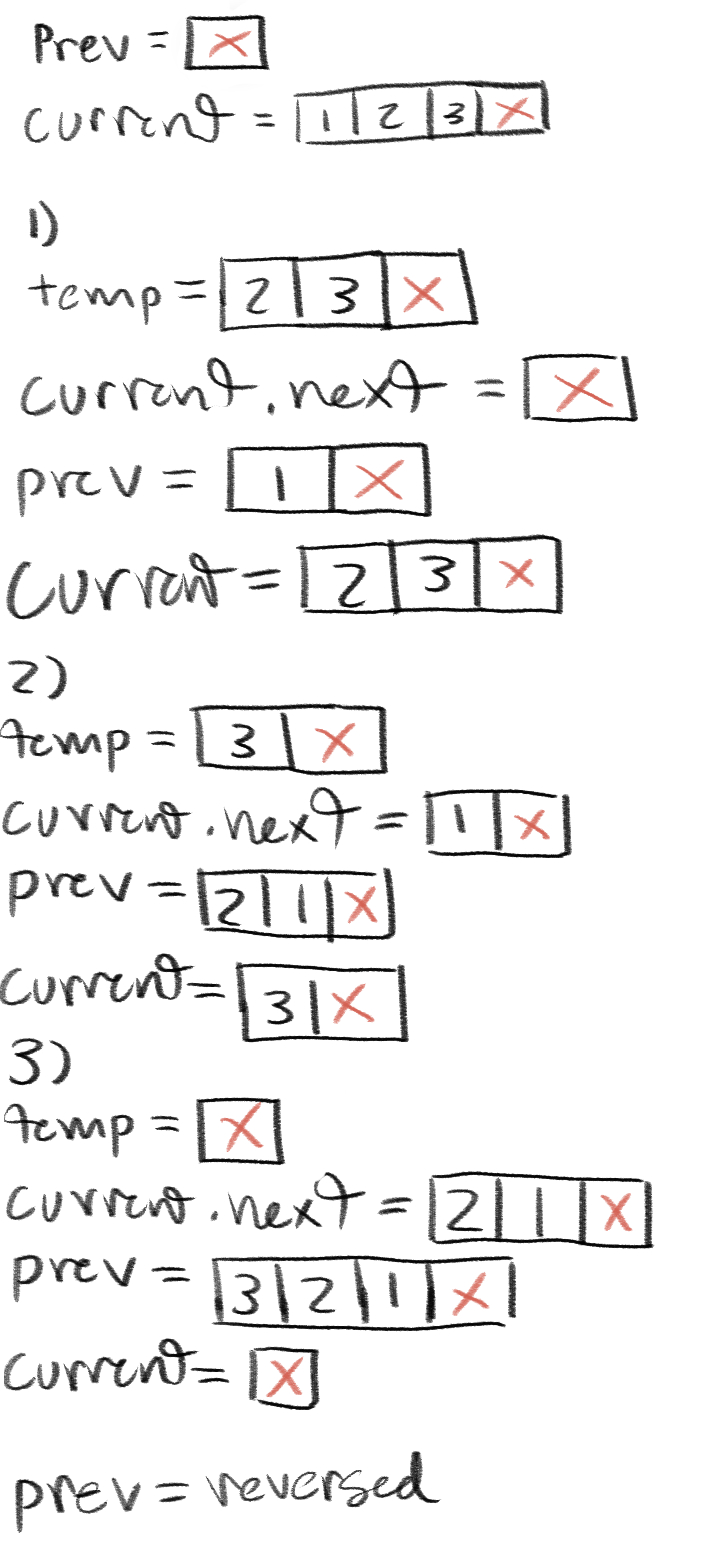 Prev = X
current = 1 2 3 X
1)
temp = 2 3 X
current.next = X
prev = 1 X
Current = 2 3 X
2)
temp = 3 X
current.next = 1 X
prev = 2 1 X
current = 3 X
3)
temp = X
current.next = 2 1 X
prev = 3 2 1 X
current = X
prev = reversed